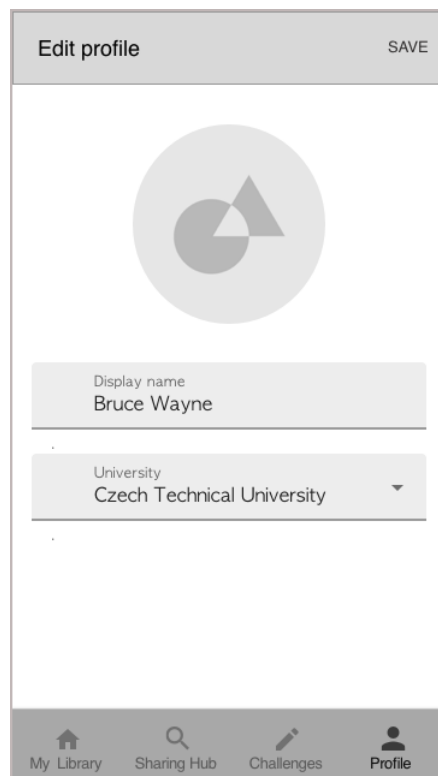 Edit profile
SAVE
Display name
Bruce Wayne
University
Czech Technical University
My Library
Sharing Hub
Challenges
Profile